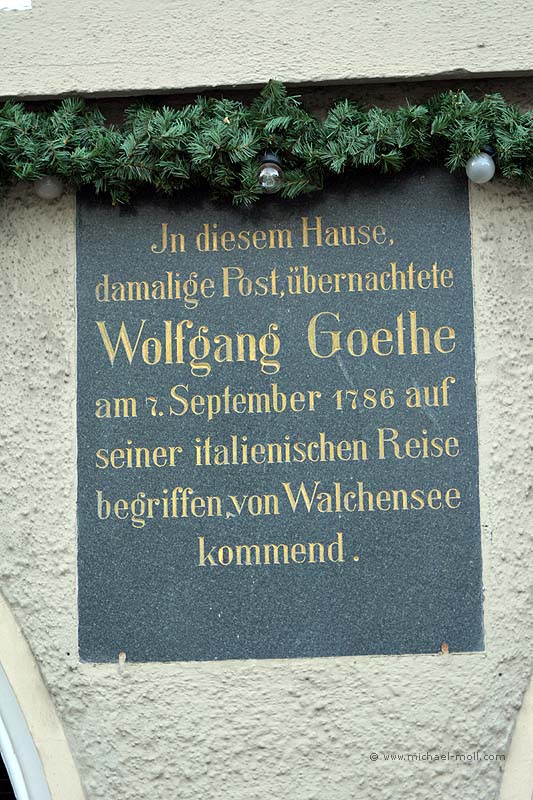 Jn diesem Hause,
damalige Post, übernachtete
Wolfgang Goethe
am 7. September 1786 auf
seiner italienischen Reise
begriffen, von Walchensee
kommend.
© www.michael-moll.com